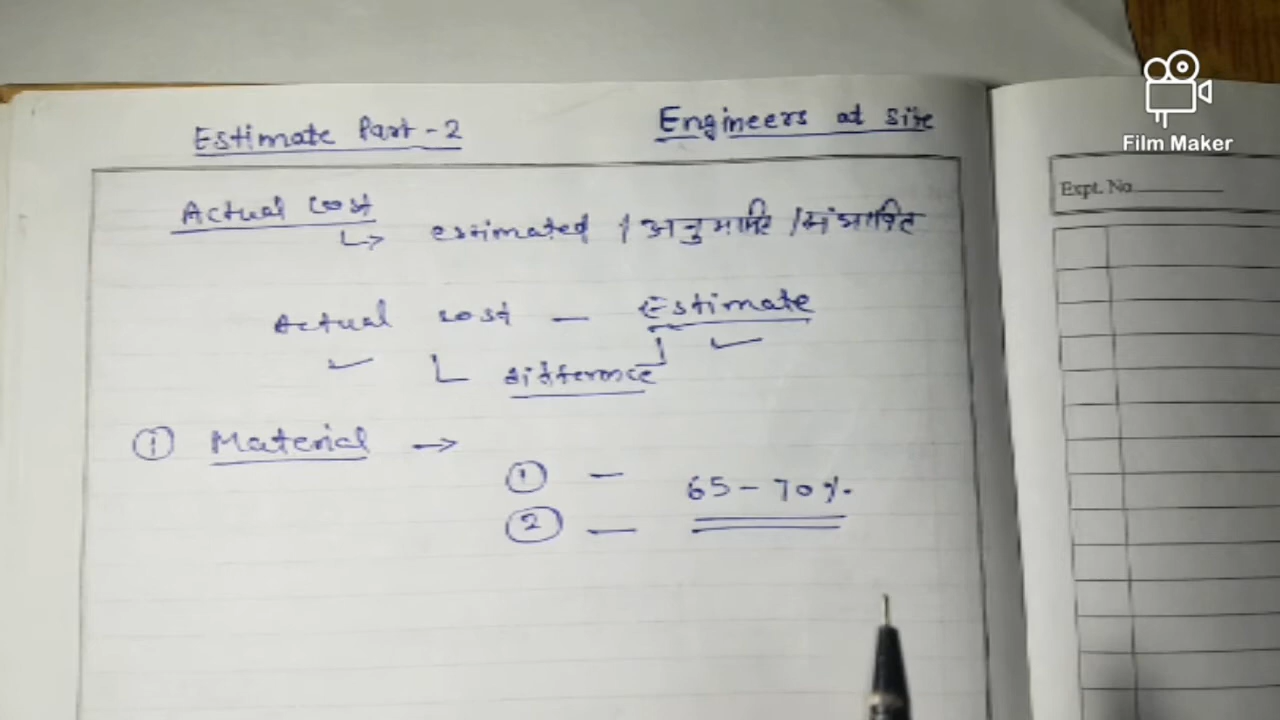 Estimate Part-2 Engineers at site
Film Maker
Expt. No.
Actual cost
↳ estimated / अनुमानित / संभावित
Actual cost — Estimate
✓ ✓
difference
① Material →
① — 65-70%.
② —